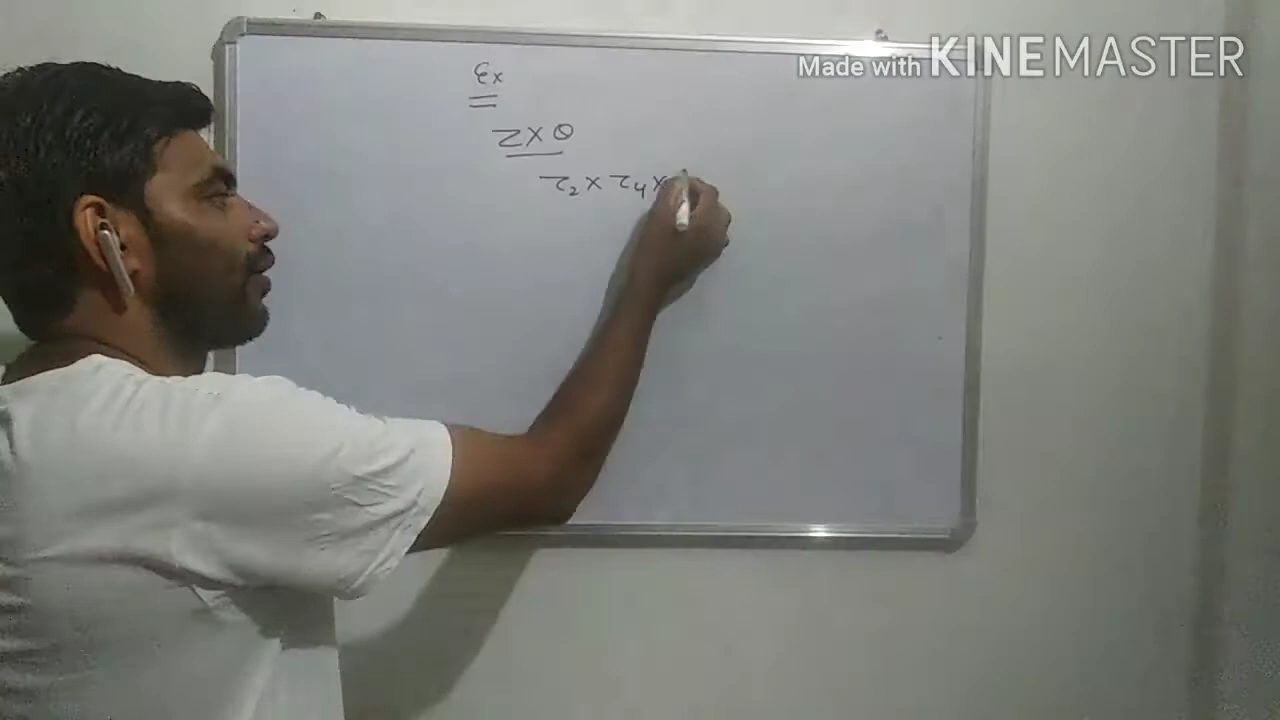 Made with KINEMASTER
Ex
Z×Q
Z₂ × Z₄ ×